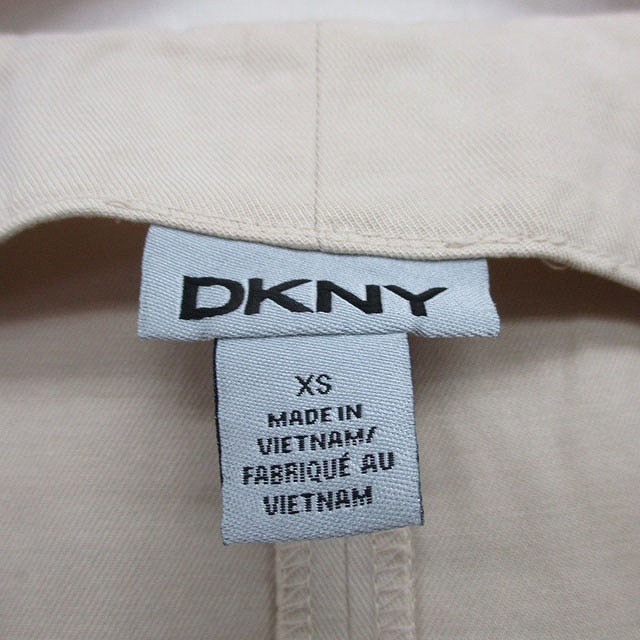 DKNY
XS
MADE IN
VIETNAM/
FABRIQUÉ AU
VIETNAM